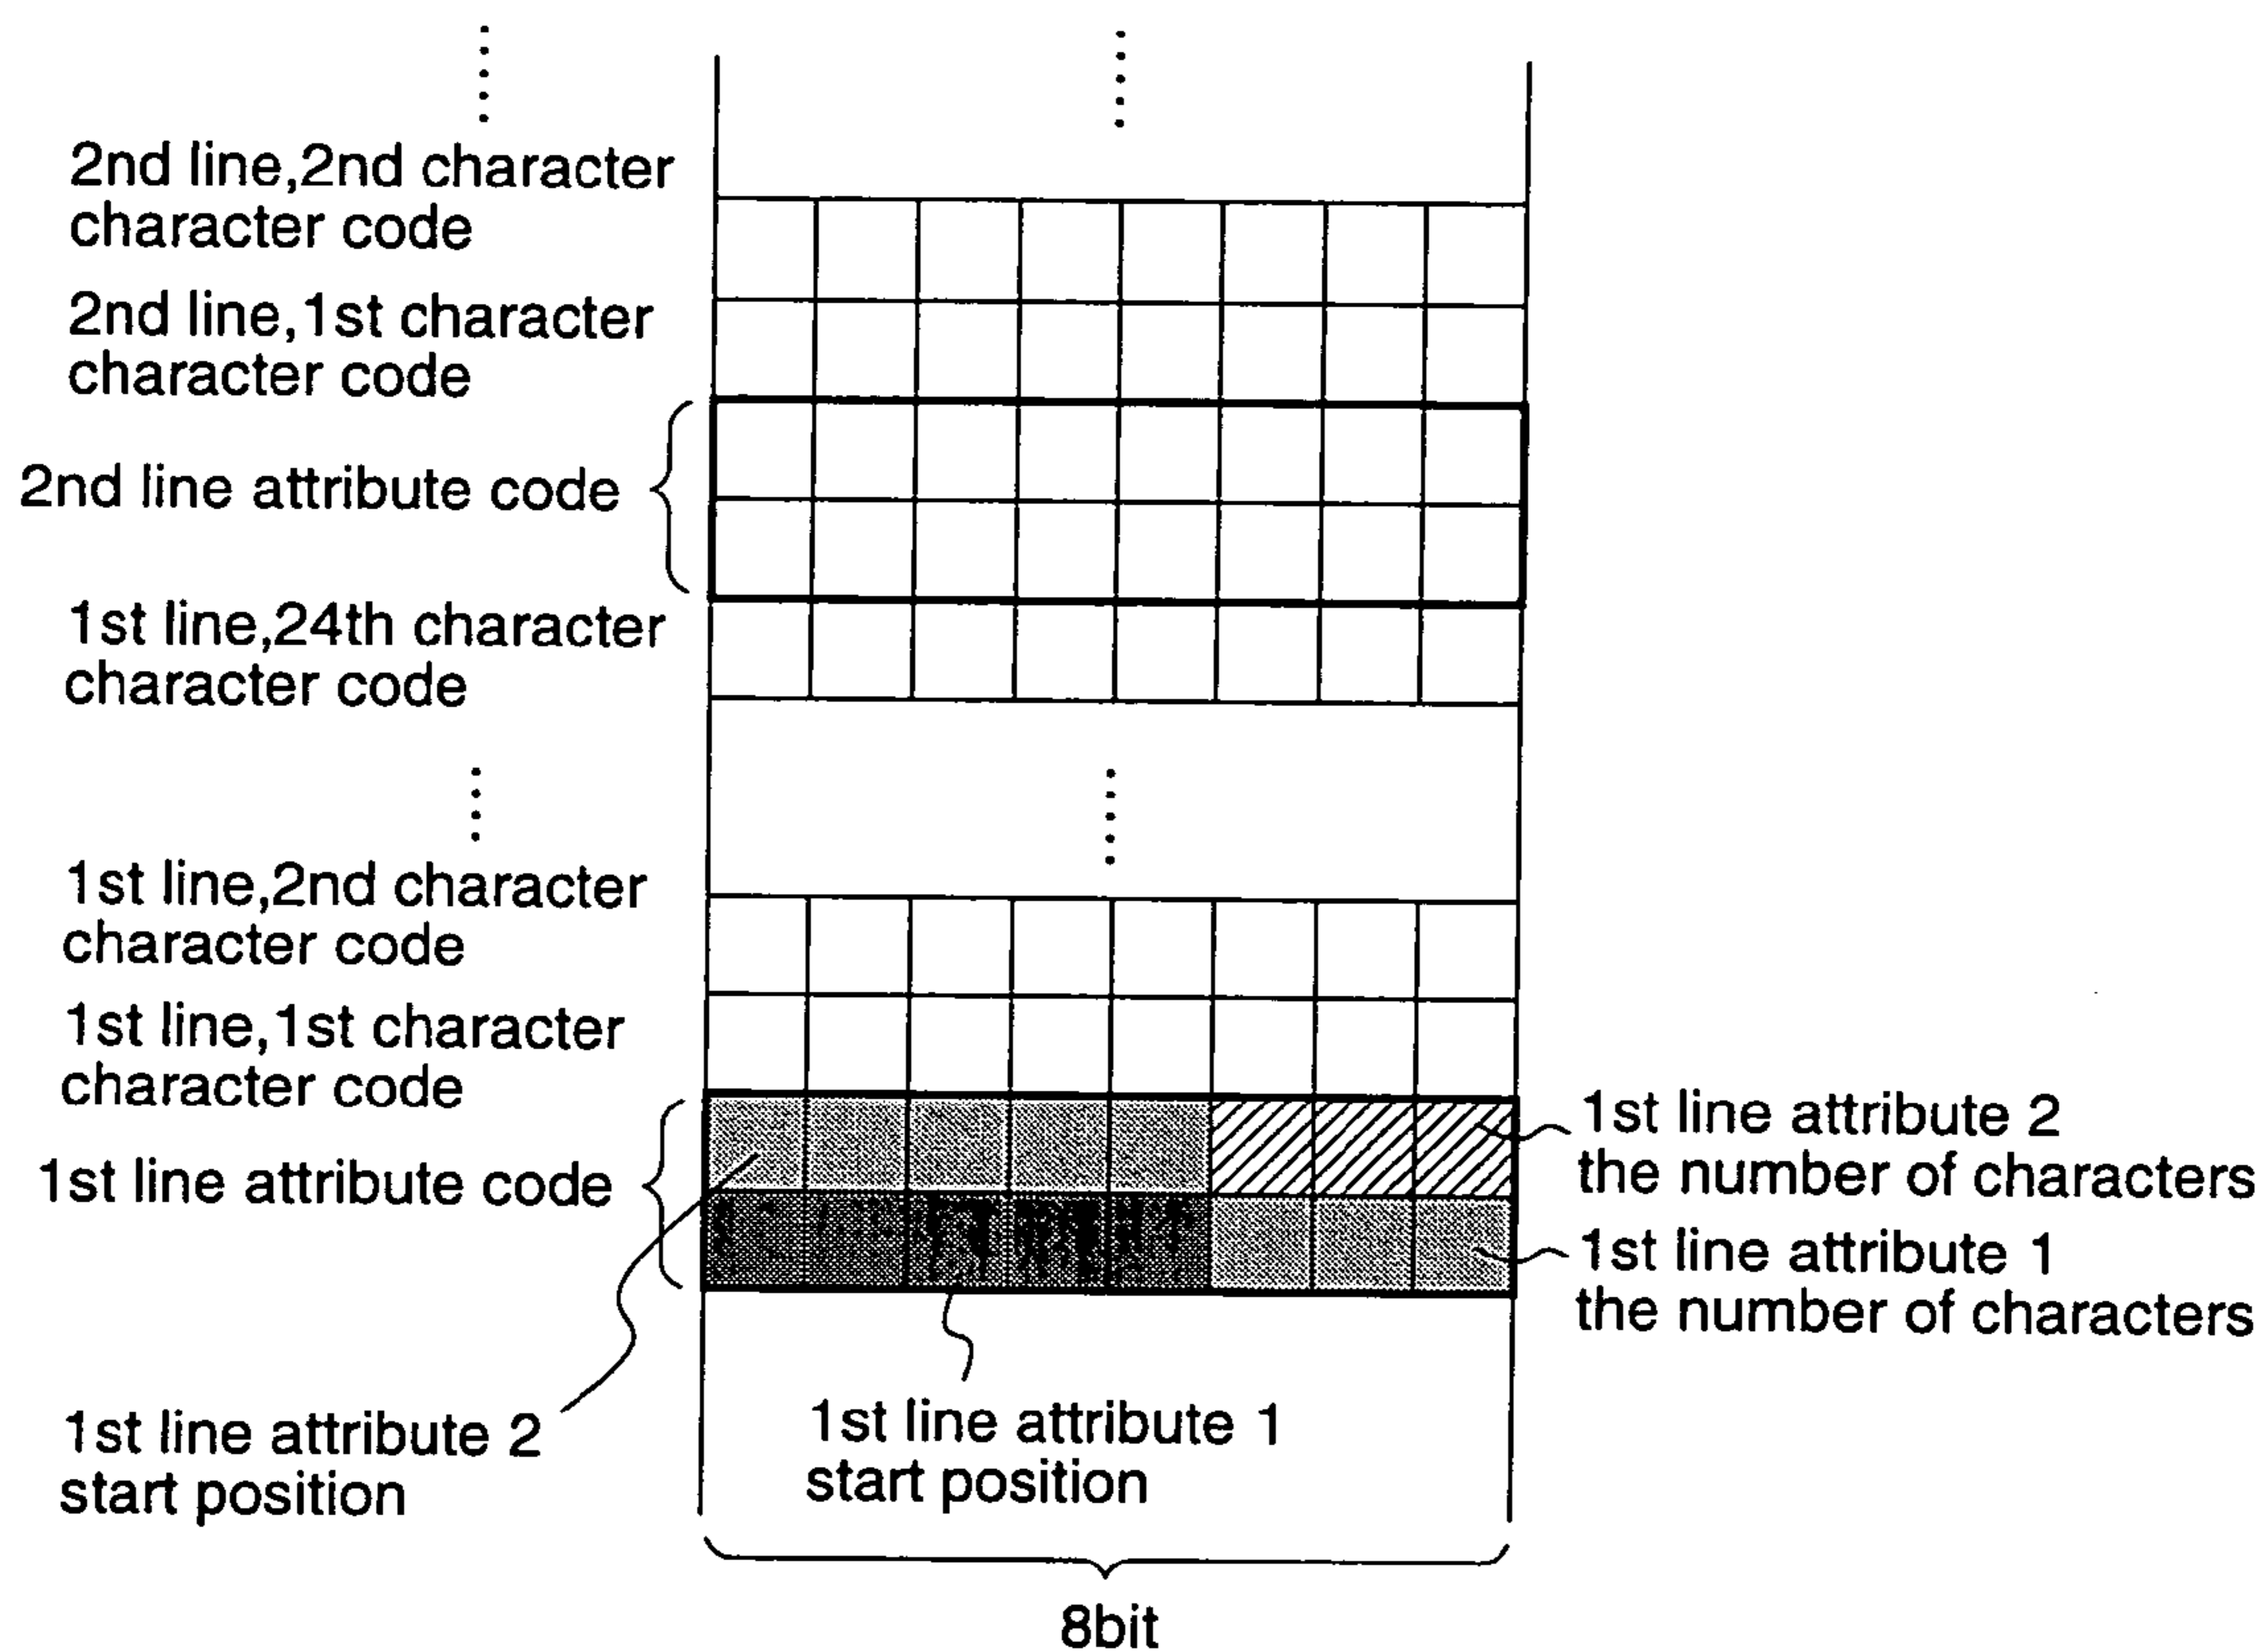 2nd line,2nd character
character code
2nd line,1st character
character code
2nd line attribute code
1st line,24th character
character code
1st line,2nd character
character code
1st line,1st character
character code
1st line attribute code
1st line attribute 2
the number of characters
1st line attribute 1
the number of characters
1st line attribute 2
start position
1st line attribute 1
start position
8bit